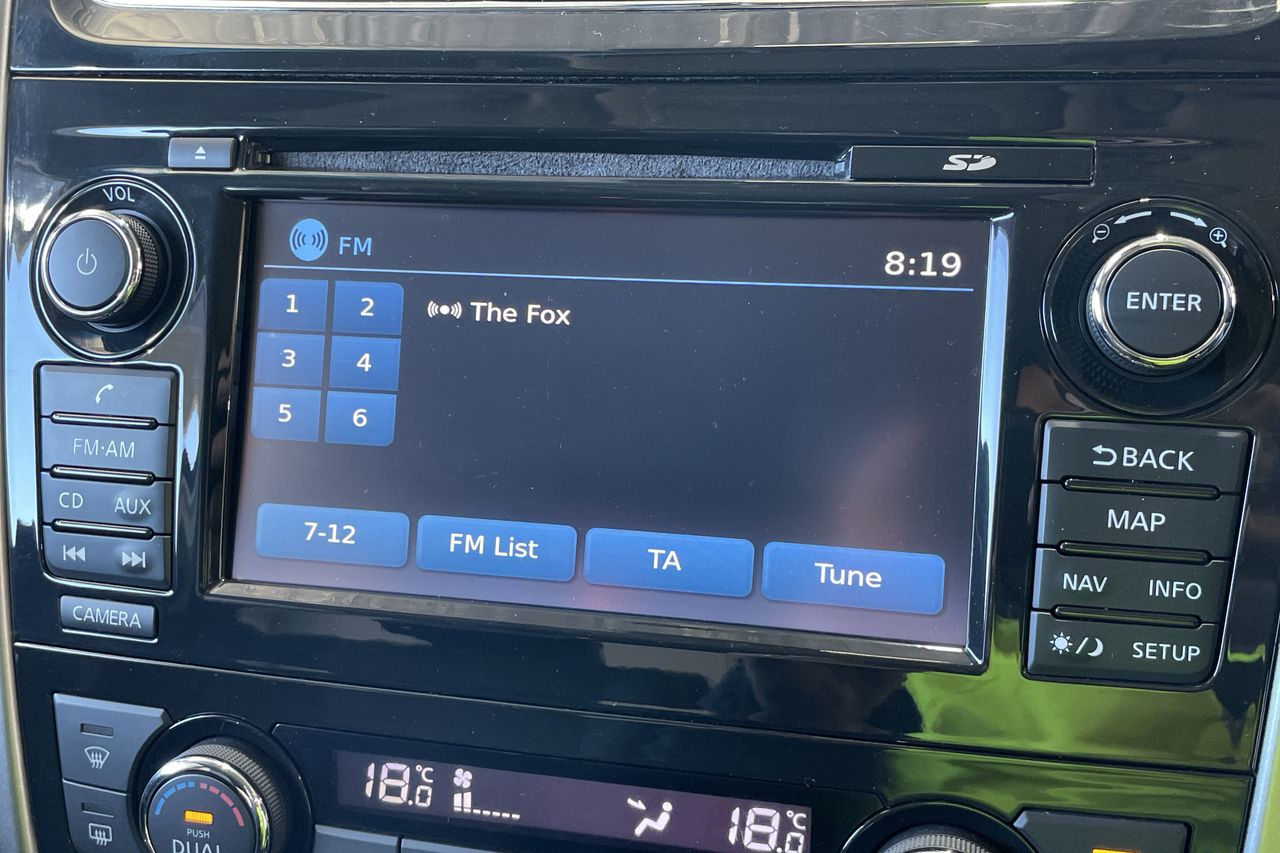 SD
VOL
FM
8:19
ENTER
1 2
The Fox
3 4
5 6
FM·AM
CD AUX
BACK
MAP
NAV INFO
7-12 FM List TA Tune
CAMERA
SETUP
18.0°C
18.0°C
PUSH
DUAL